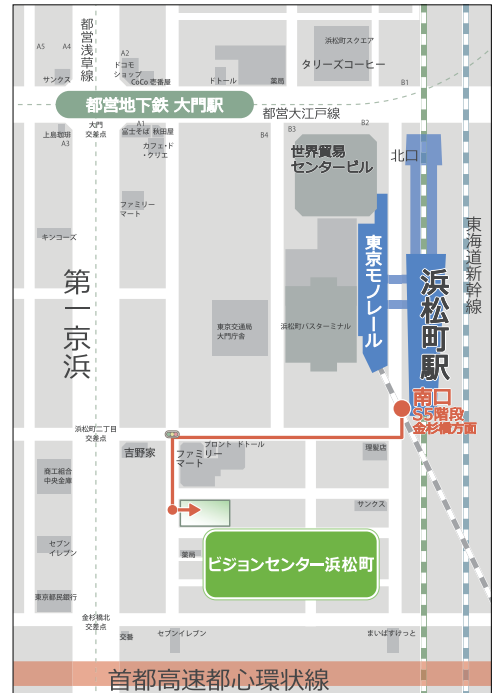 都営浅草線
A5
A4
A2
サンクス
ドコモ
ショップ
CoCo壱番屋
ドトール
薬局
浜松町スクエア
タリーズコーヒー
B1
都営地下鉄 大門駅
都営大江戸線
大門
交差点
A1
上島珈琲
A3
富士そば
秋田屋
カフェ・ド
・クリエ
B4
B3
B2
世界貿易
センタービル
北口
ファミリー
マート
キンコーズ
第一京浜
東京モノレール
浜松町駅
東海道新幹線
東京交通局
大門庁舎
浜松町バスターミナル
南口
S5階段
金杉橋方面
浜松町二丁目
交差点
吉野家
ファミリー
マート
プロント
ドトール
理髪店
商工組合
中央金庫
サンクス
セブン
イレブン
薬局
ビジョンセンター浜松町
東京都民銀行
金杉橋北
交差点
交番
セブンイレブン
まいばすけっと
首都高速都心環状線